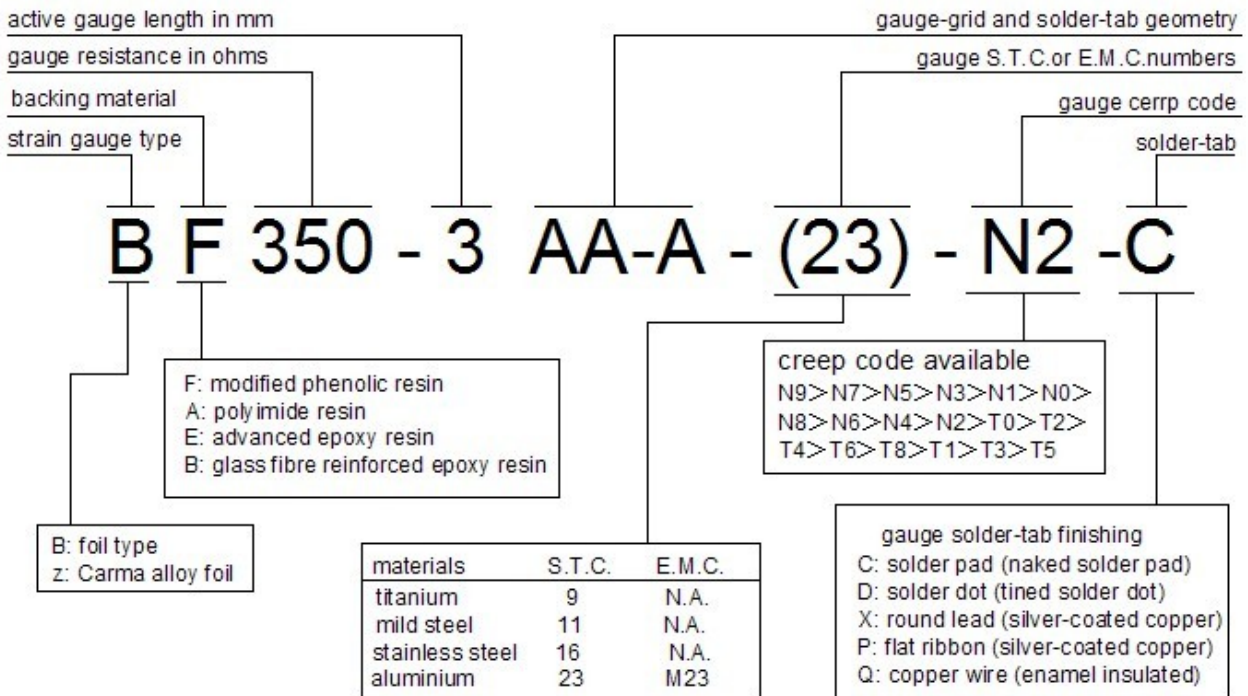 active gauge length in mm
gauge-grid and solder-tab geometry
gauge resistance in ohms
gauge S.T.C.or E.M.C.numbers
backing material
gauge cerrp code
strain gauge type
solder-tab
B F 350 - 3 AA-A - (23) - N2 -C
F: modified phenolic resin
A: polyimide resin
E: advanced epoxy resin
B: glass fibre reinforced epoxy resin
creep code available
N9>N7>N5>N3>N1>N0>
N8>N6>N4>N2>T0>T2>
T4>T6>T8>T1>T3>T5
B: foil type
z: Carma alloy foil
materials S.T.C. E.M.C.
titanium 9 N.A.
mild steel 11 N.A.
stainless steel 16 N.A.
aluminium 23 M23
gauge solder-tab finishing
C: solder pad (naked solder pad)
D: solder dot (tined solder dot)
X: round lead (silver-coated copper)
P: flat ribbon (silver-coated copper)
Q: copper wire (enamel insulated)